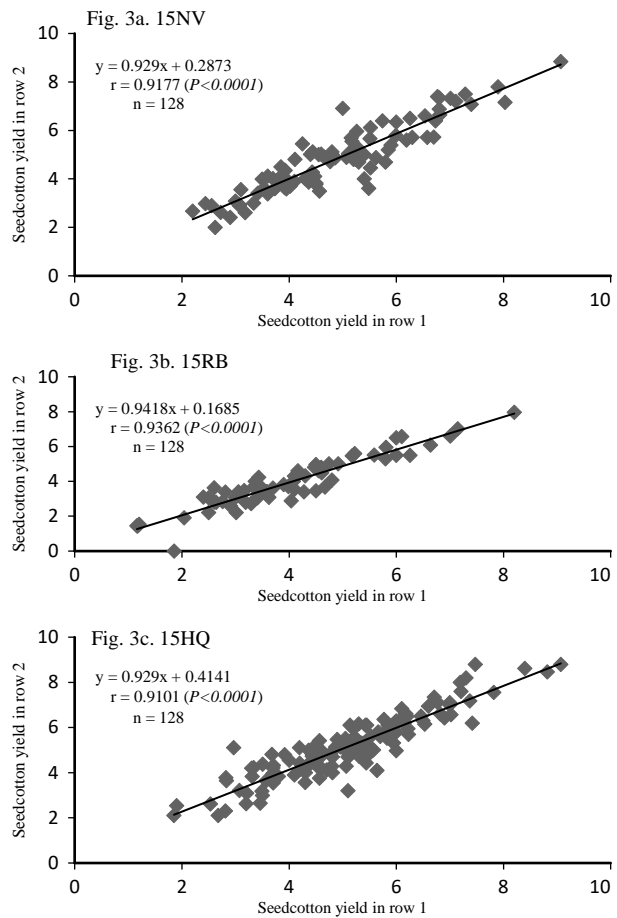 Fig. 3a. 15NV
y = 0.929x + 0.2873
r = 0.9177 (P<0.0001)
n = 128
Seedcotton yield in row 2
10
8
6
4
2
0
0 2 4 6 8 10
Seedcotton yield in row 1
Fig. 3b. 15RB
y = 0.9418x + 0.1685
r = 0.9362 (P<0.0001)
n = 128
Seedcotton yield in row 2
10
8
6
4
2
0
0 2 4 6 8 10
Seedcotton yield in row 1
Fig. 3c. 15HQ
y = 0.929x + 0.4141
r = 0.9101 (P<0.0001)
n = 128
Seedcotton yield in row 2
10
8
6
4
2
0
0 2 4 6 8 10
Seedcotton yield in row 1